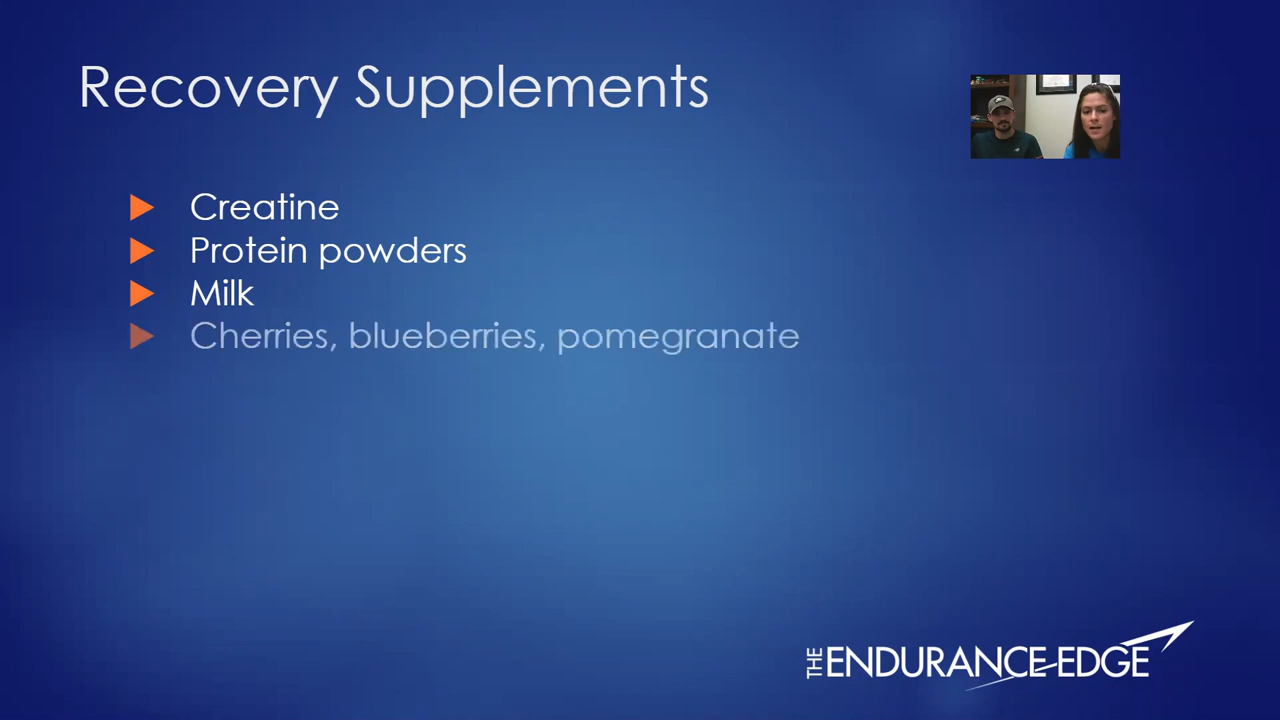 Recovery Supplements
Creatine
Protein powders
Milk
Cherries, blueberries, pomegranate
THE ENDURANCE EDGE